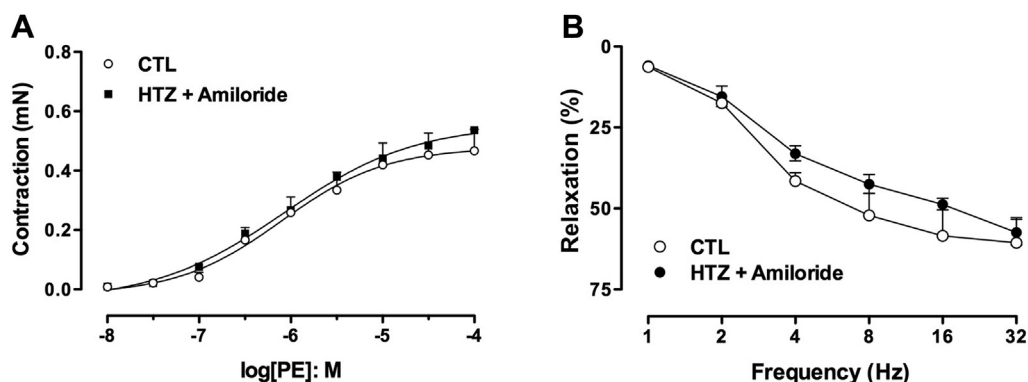 A
Contraction (mN)
0.8
0.6
0.4
0.2
0.0
CTL
HTZ + Amiloride
-8
-7
-6
-5
-4
log[PE]: M
B
Relaxation (%)
0
25
50
75
CTL
HTZ + Amiloride
1
2
4
8
16
32
Frequency (Hz)